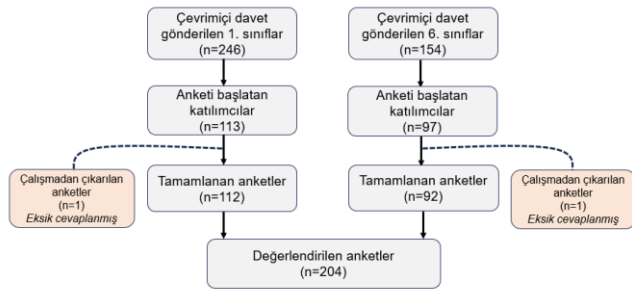 Çevrimiçi davet
gönderilen 1. sınıflar
(n=246)
Çevrimiçi davet
gönderilen 6. sınıflar
(n=154)
Anketi başlatan
katılımcılar
(n=113)
Anketi başlatan
katılımcılar
(n=97)
Çalışmadan çıkarılan
anketler
(n=1)
Eksik cevaplanmış
Tamamlanan anketler
(n=112)
Tamamlanan anketler
(n=92)
Çalışmadan çıkarılan
anketler
(n=1)
Eksik cevaplanmış
Değerlendirilen anketler
(n=204)